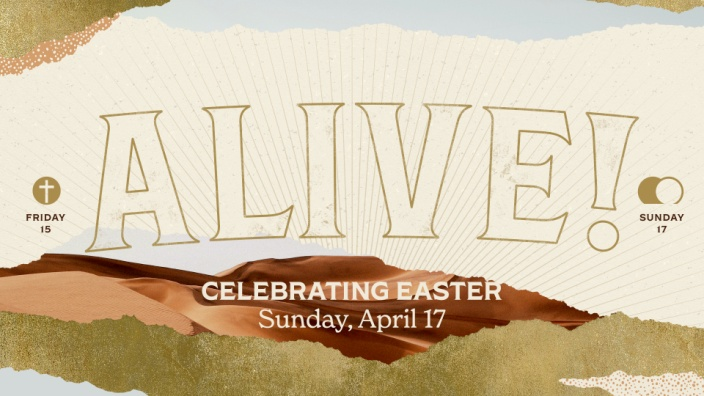 ALIVE!
FRIDAY
15
SUNDAY
17
CELEBRATING EASTER
Sunday, April 17